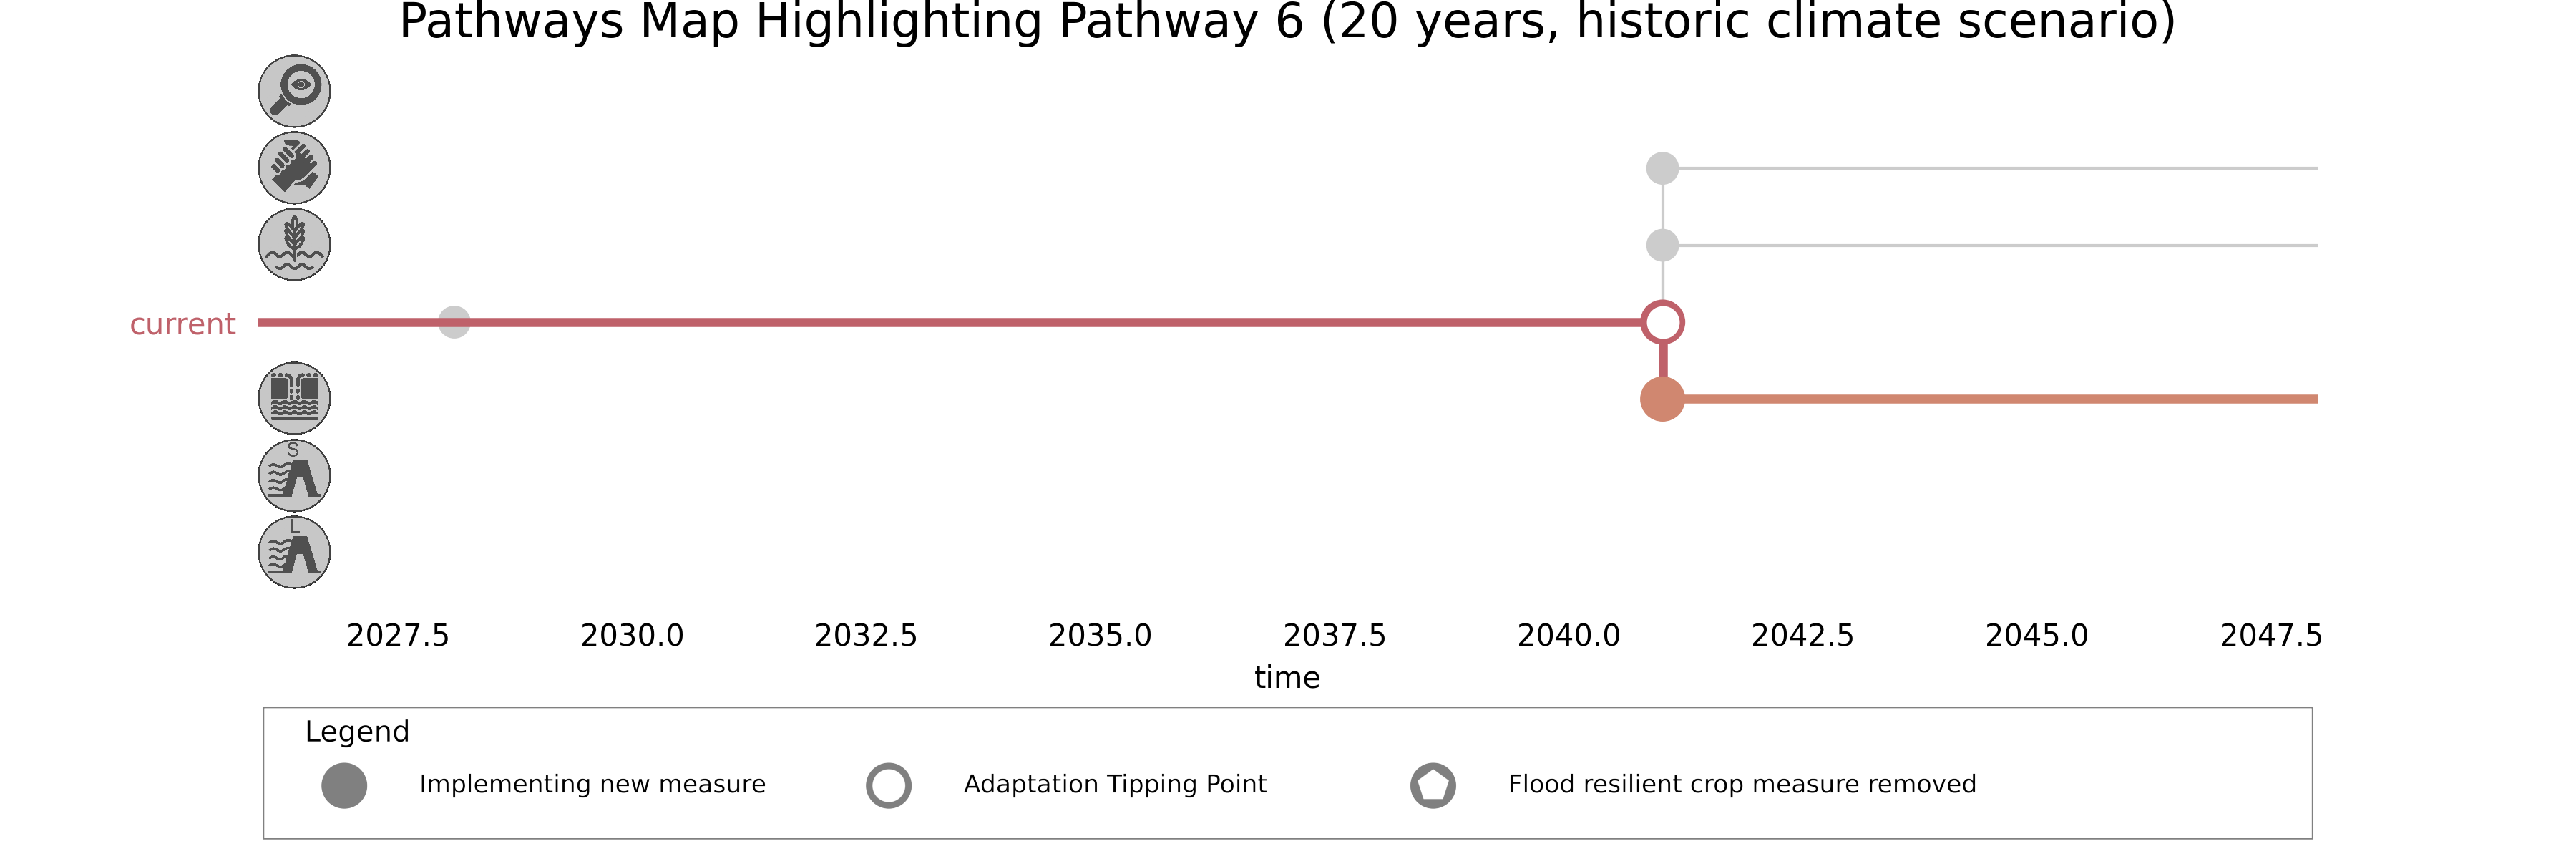 Pathways Map Highlighting Pathway 6 (20 years, historic climate scenario)
current
S
L
2027.5 2030.0 2032.5 2035.0 2037.5 2040.0 2042.5 2045.0 2047.5
time
Legend
Implementing new measure Adaptation Tipping Point Flood resilient crop measure removed